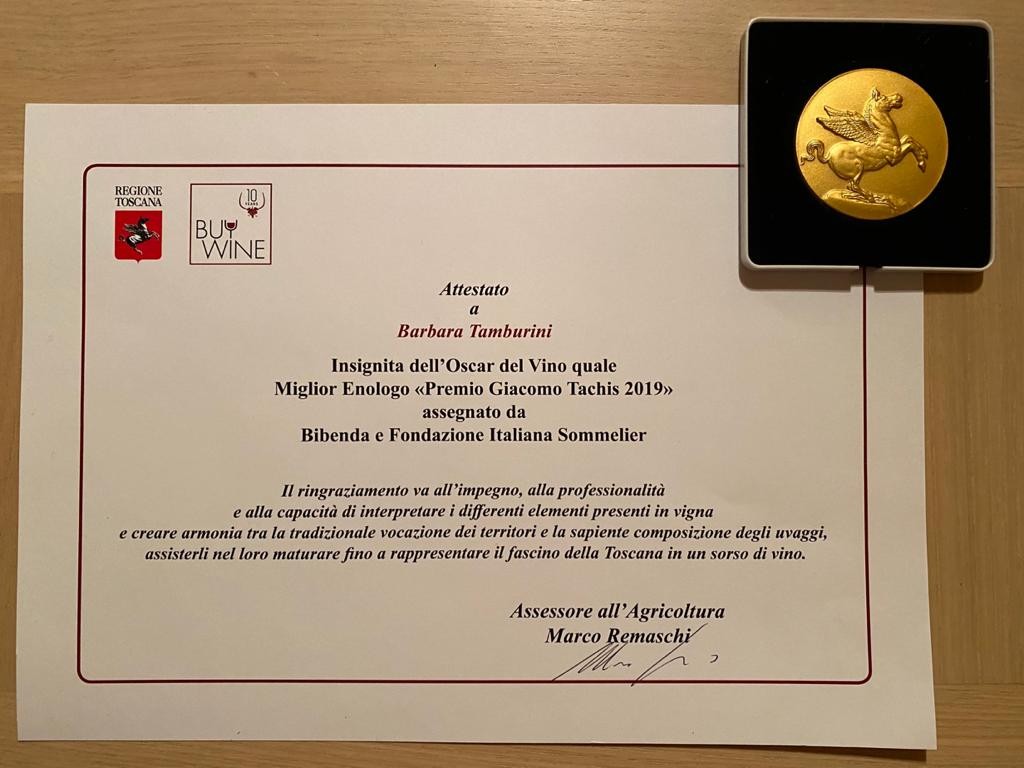 REGIONE
TOSCANA
10
YEARS
BUY
WINE
Attestato
a
Barbara Tamburini
Insignita dell’Oscar del Vino quale
Miglior Enologo «Premio Giacomo Tachis 2019»
assegnato da
Bibenda e Fondazione Italiana Sommelier
Il ringraziamento va all’impegno, alla professionalità
e alla capacità di interpretare i differenti elementi presenti in vigna
e creare armonia tra la tradizionale vocazione dei territori e la sapiente composizione degli uvaggi,
assisterli nel loro maturare fino a rappresentare il fascino della Toscana in un sorso di vino.
Assessore all’Agricoltura
Marco Remaschi